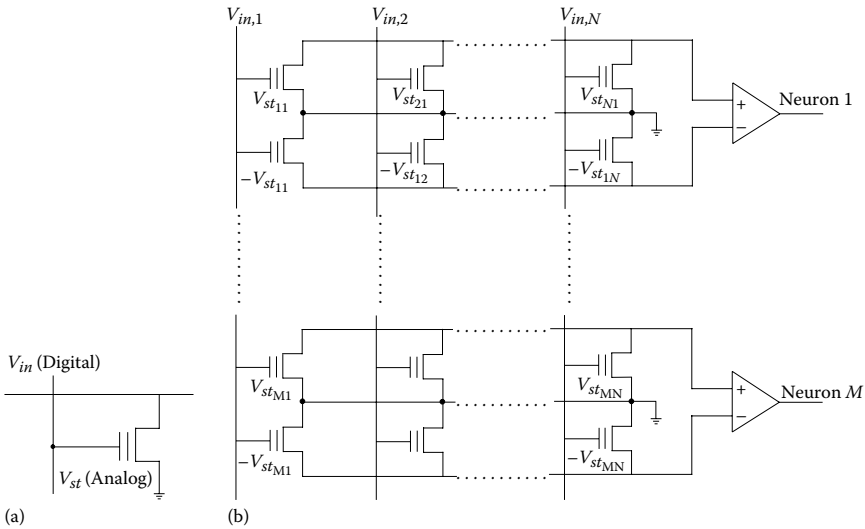 V_{in,1} V_{in,2} V_{in,N}
V_{st_{11}} V_{st_{21}} V_{st_{N1}} + − Neuron 1
−V_{st_{11}} −V_{st_{12}} −V_{st_{1N}}
V_{in} (Digital)
V_{st_{M1}} V_{st_{MN}} + − Neuron M
−V_{st_{M1}} −V_{st_{MN}}
V_{st} (Analog)
(a) (b)